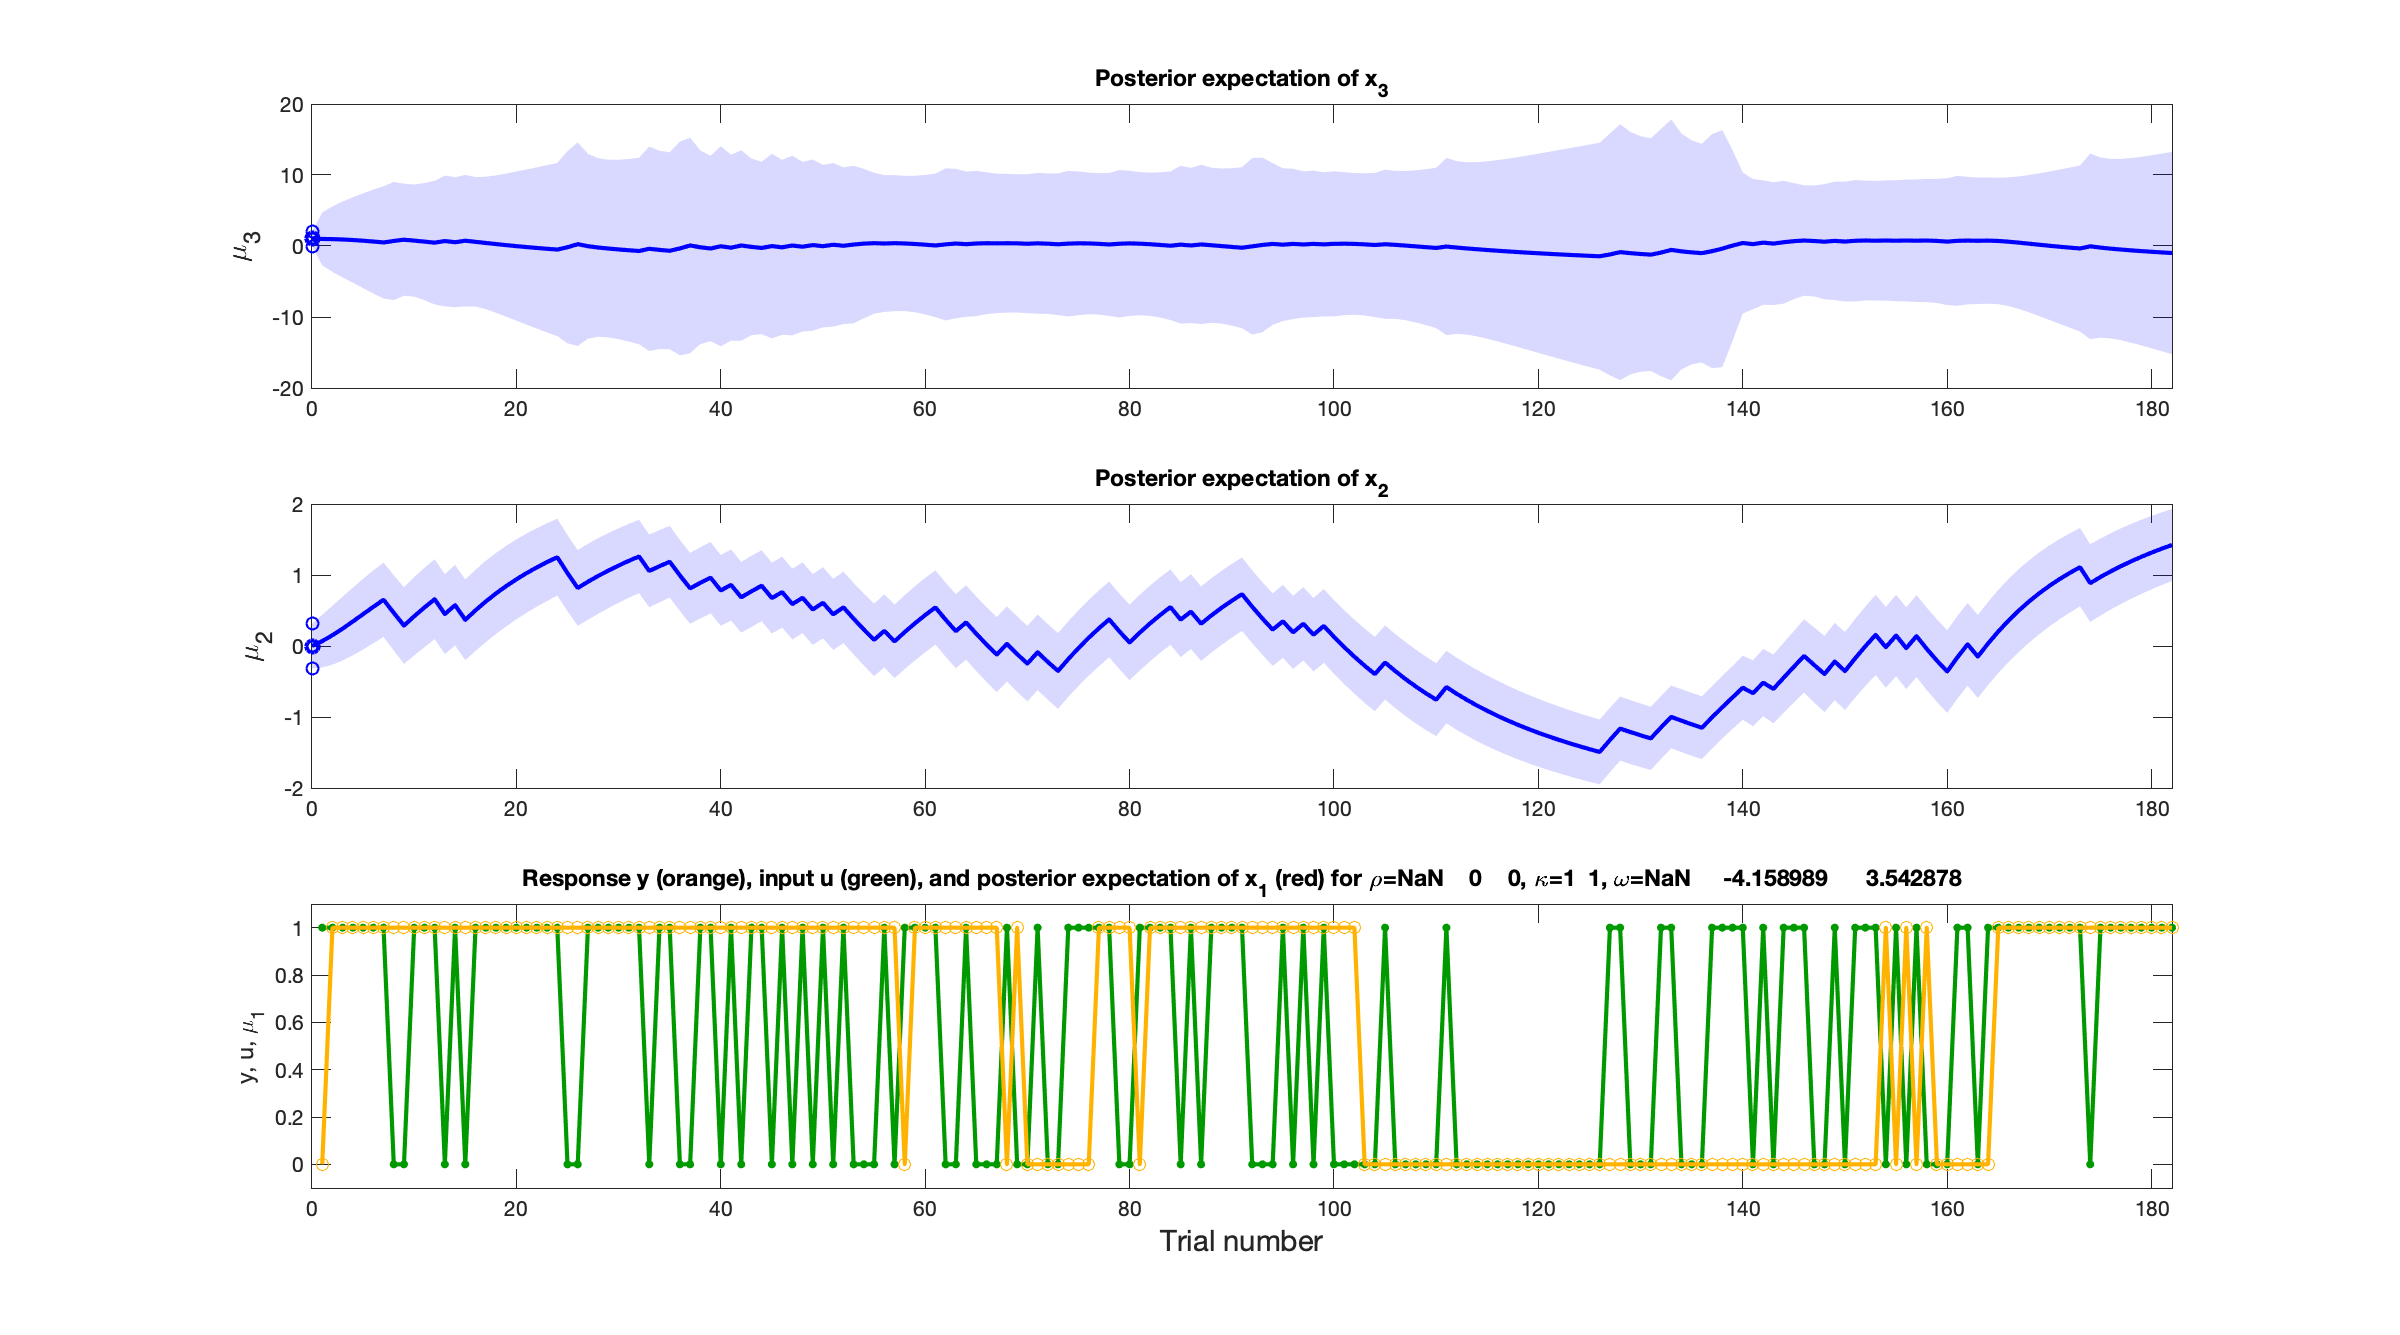 Posterior expectation of x3
20
10
0
-10
-20
μ3
0 20 40 60 80 100 120 140 160 180
Posterior expectation of x2
2
1
0
-1
-2
μ2
0 20 40 60 80 100 120 140 160 180
Response y (orange), input u (green), and posterior expectation of x1 (red) for ρ=NaN 0 0, κ=1 1, ω=NaN -4.158989 3.542878
1
0.8
0.6
0.4
0.2
0
y, u, μ1
0 20 40 60 80 100 120 140 160 180
Trial number